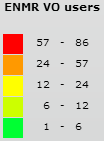 ENMR VO users
57 - 86
24 - 57
12 - 24
6 - 12
1 - 6